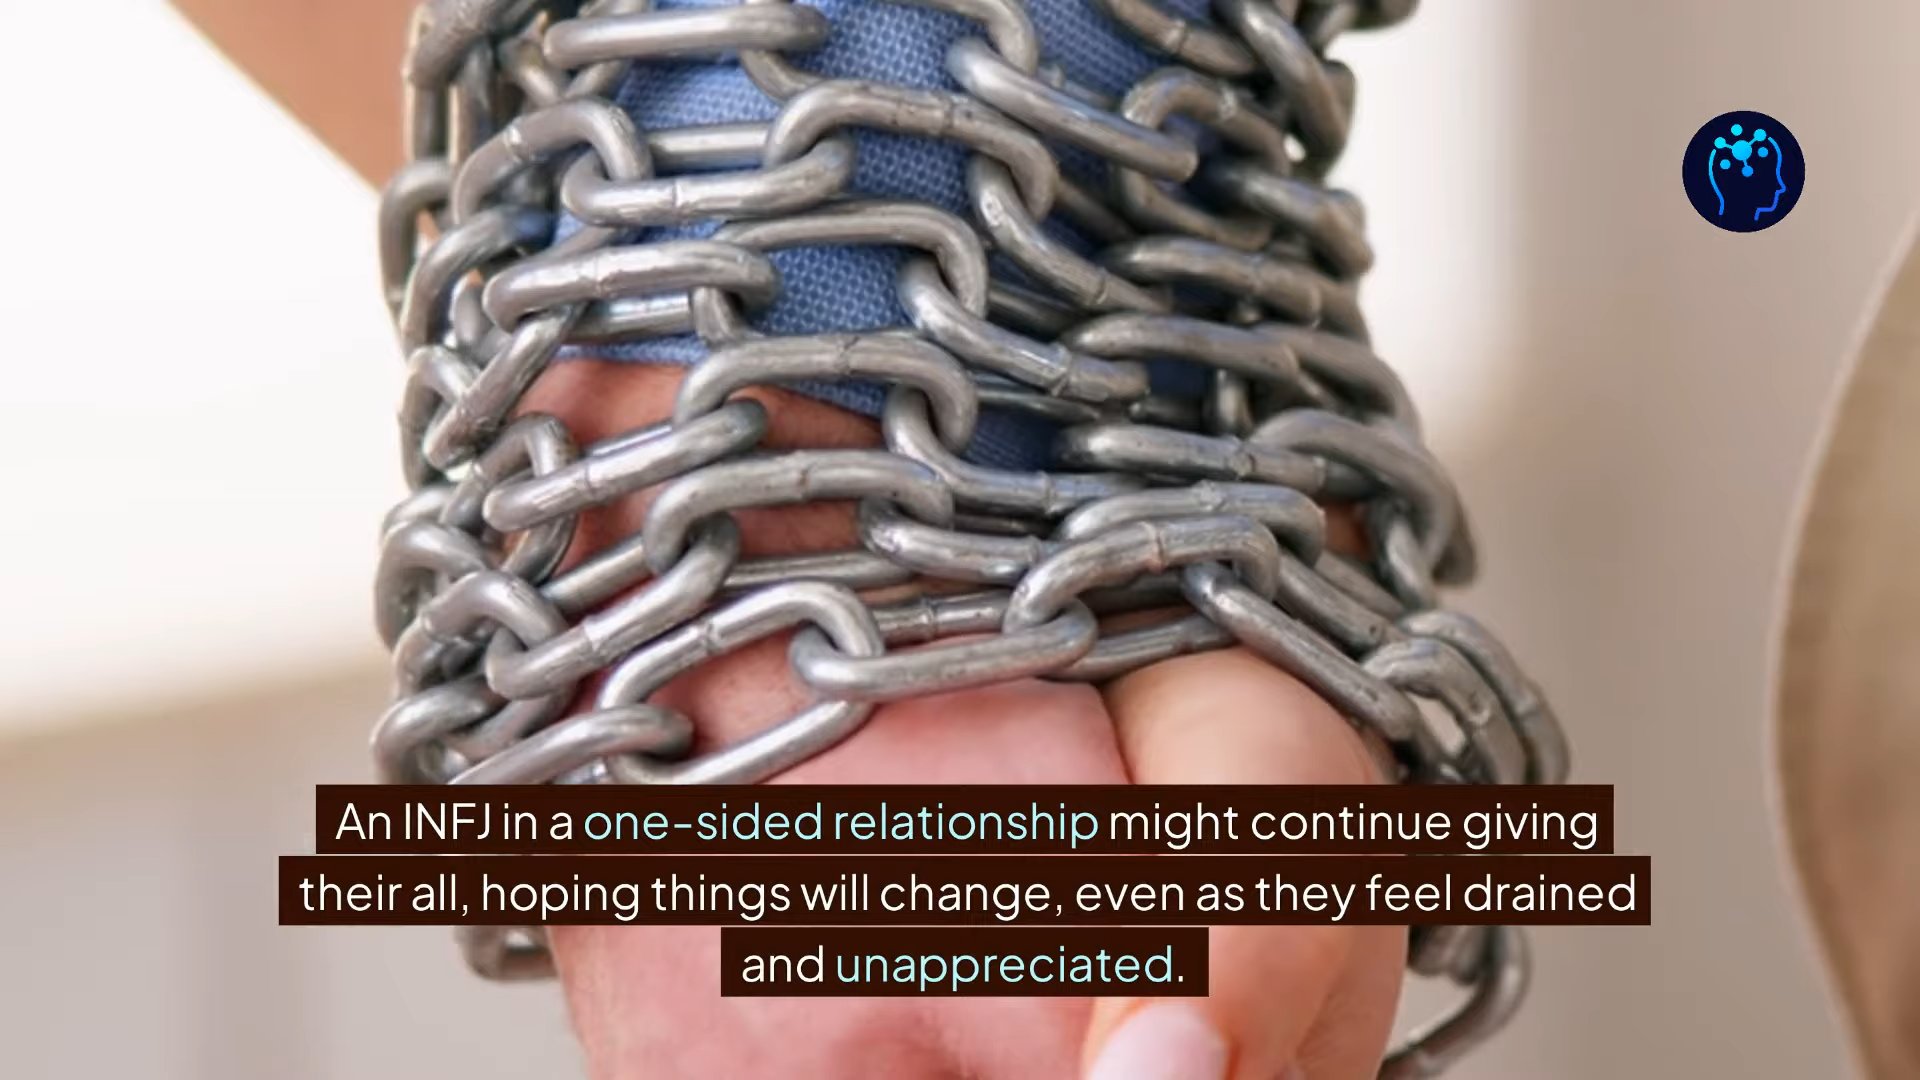 An INFJ in a one-sided relationship might continue giving
their all, hoping things will change, even as they feel drained
and unappreciated.